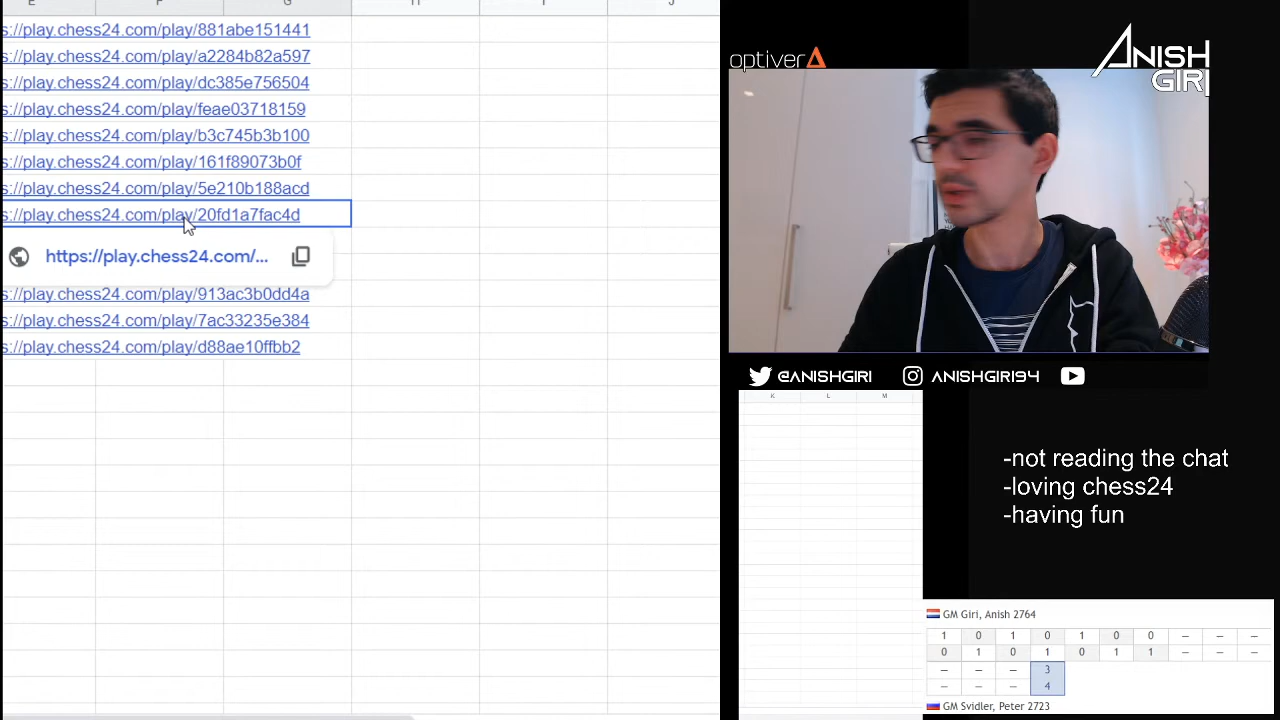 E F G H I J
s://play.chess24.com/play/881abe151441
s://play.chess24.com/play/a2284b82a597
s://play.chess24.com/play/dc385e756504
s://play.chess24.com/play/feae03718159
s://play.chess24.com/play/b3c745b3b100
s://play.chess24.com/play/161f89073b0f
s://play.chess24.com/play/5e210b188acd
s://play.chess24.com/play/20fd1a7fac4d
https://play.chess24.com/...
s://play.chess24.com/play/913ac3b0dd4a
s://play.chess24.com/play/7ac33235e384
s://play.chess24.com/play/d88ae10ffbb2
optiver
ANISH
GIRI
@ANISHGIRI ANISHGIRI94
K L M
-not reading the chat
-loving chess24
-having fun
GM Giri, Anish 2764
1 0 1 0 1 0 0 – – –
0 1 0 1 0 1 1 – – –
– – – 3
– – – 4
GM Svidler, Peter 2723